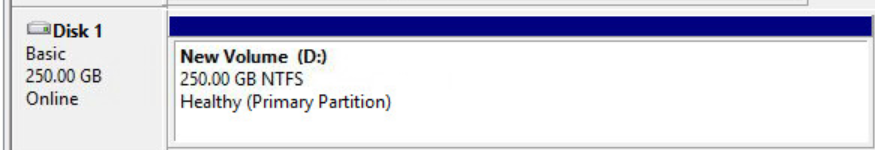 Disk 1
Basic
250.00 GB
Online
New Volume (D:)
250.00 GB NTFS
Healthy (Primary Partition)